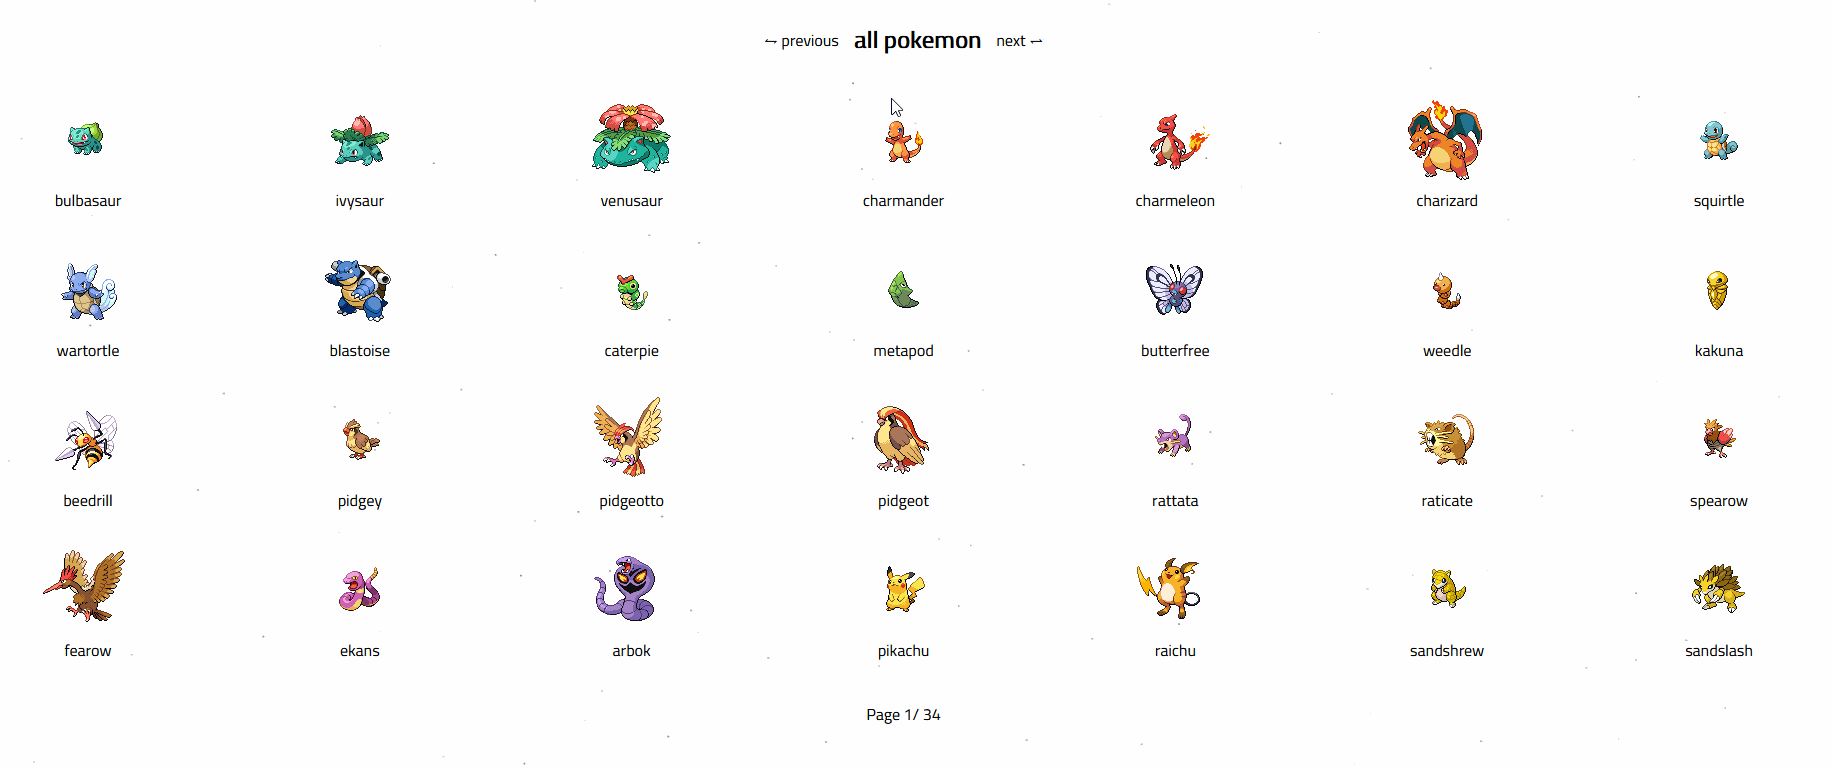 ← previous all pokemon next →
bulbasaur ivysaur venusaur charmander charmeleon charizard squirtle
wartortle blastoise caterpie metapod butterfree weedle kakuna
beedrill pidgey pidgeotto pidgeot rattata raticate spearow
fearow ekans arbok pikachu raichu sandshrew sandslash
Page 1/ 34